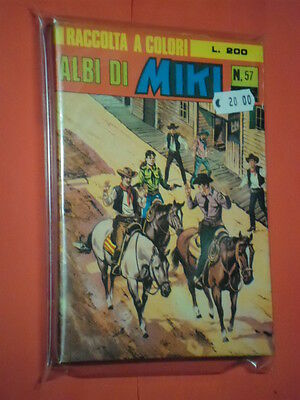 RACCOLTA A COLORI
L. 200
ALBI DI MIKI
N. 57
€ 20 00